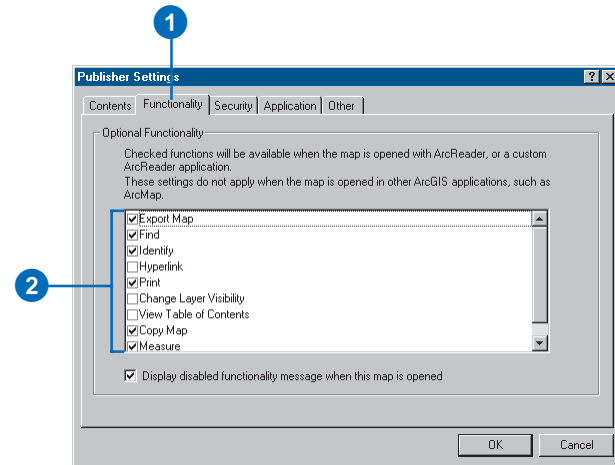 1
Publisher Settings
Contents Functionality Security Application Other
Optional Functionality
Checked functions will be available when the map is opened with ArcReader, or a custom
ArcReader application.
These settings do not apply when the map is opened in other ArcGIS applications, such as
ArcMap.
Export Map
Find
Identify
Hyperlink
2
Print
Change Layer Visibility
View Table of Contents
Copy Map
Measure
Display disabled functionality message when this map is opened
OK Cancel